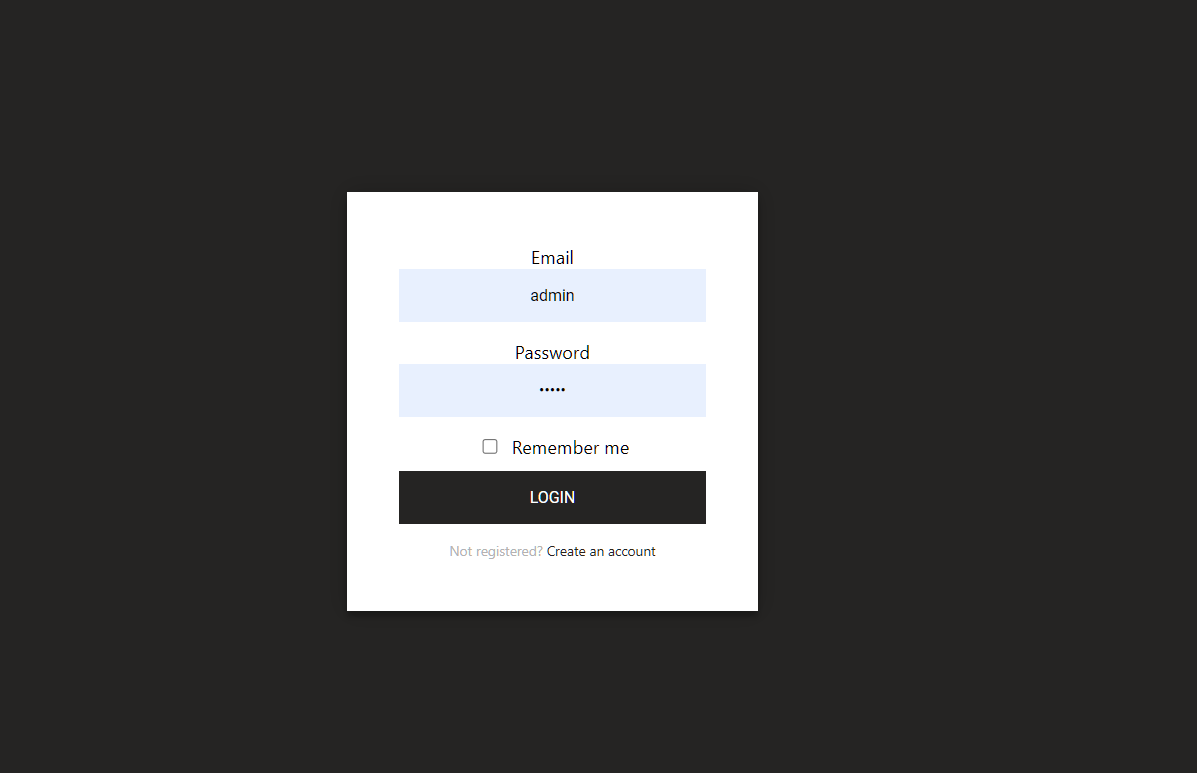 Email
admin
Password
•••••
Remember me
LOGIN
Not registered? Create an account